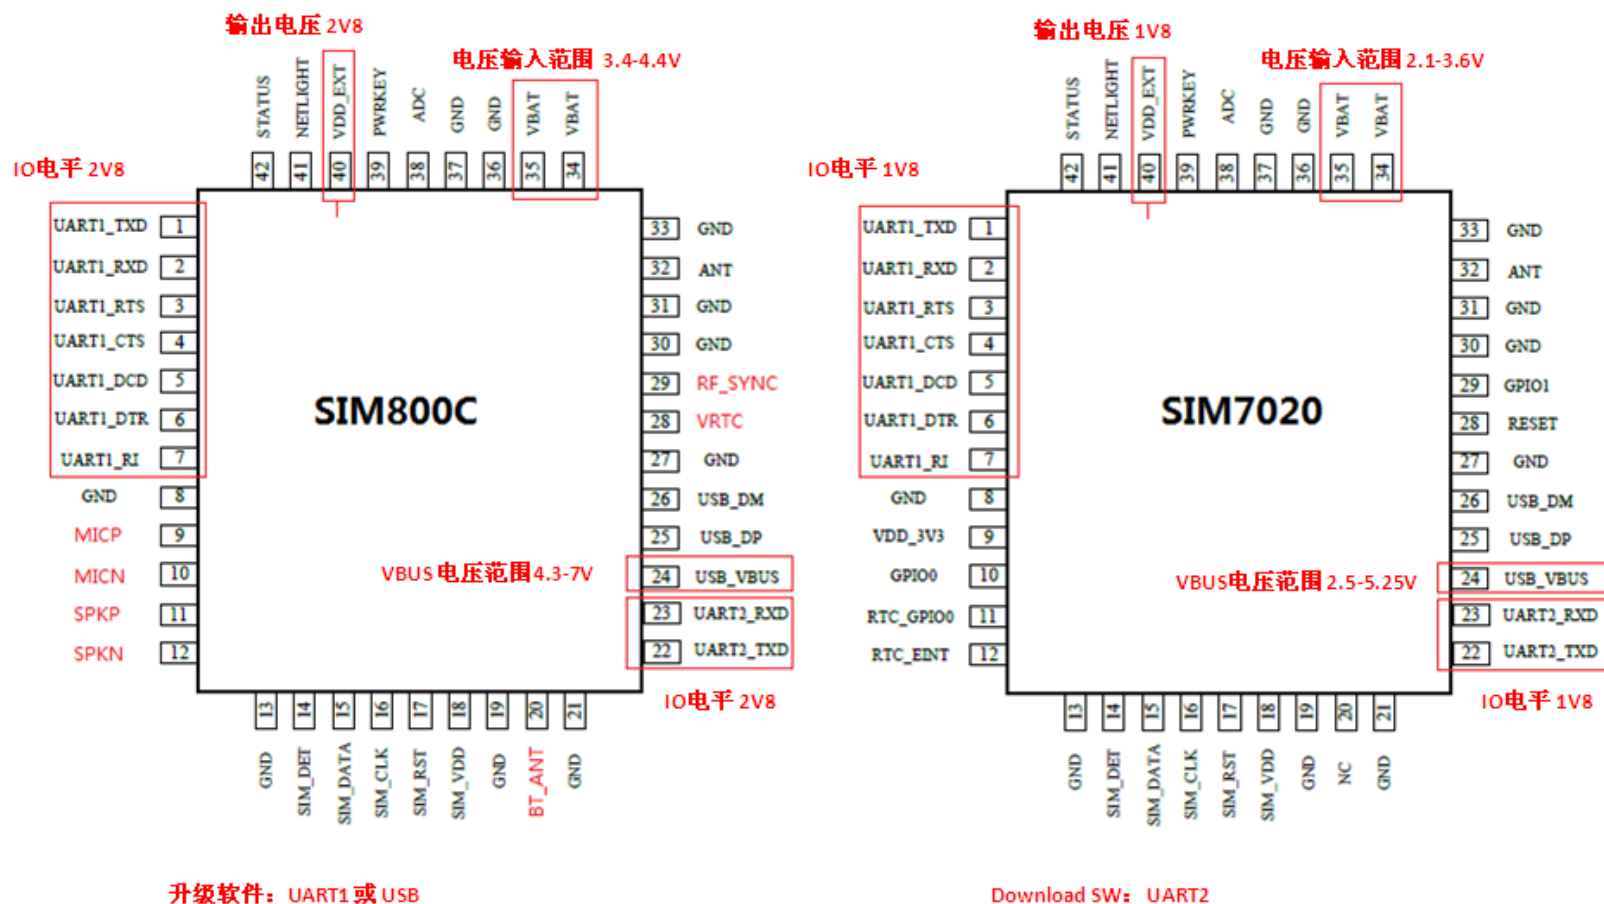 输出电压 2V8
电压输入范围 3.4-4.4V
STATUS
NETLIGHT
VDD_EXT
PWRKEY
ADC
GND
GND
VBAT
VBAT
42
41
40
39
38
37
36
35
34
IO电平 2V8
UART1_TXD 1
UART1_RXD 2
UART1_RTS 3
UART1_CTS 4
UART1_DCD 5
UART1_DTR 6
UART1_RI 7
GND 8
MICP 9
MICN 10
SPKP 11
SPKN 12
SIM800C
33 GND
32 ANT
31 GND
30 GND
29 RF_SYNC
28 VRTC
27 GND
26 USB_DM
25 USB_DP
VBUS 电压范围4.3-7V
24 USB_VBUS
23 UART2_RXD
22 UART2_TXD
IO电平 2V8
13
14
15
16
17
18
19
20
21
GND
SIM_DET
SIM_DATA
SIM_CLK
SIM_RST
SIM_VDD
GND
BT_ANT
GND
升级软件：UART1 或 USB
输出电压 1V8
电压输入范围 2.1-3.6V
STATUS
NETLIGHT
VDD_EXT
PWRKEY
ADC
GND
GND
VBAT
VBAT
42
41
40
39
38
37
36
35
34
IO电平 1V8
UART1_TXD 1
UART1_RXD 2
UART1_RTS 3
UART1_CTS 4
UART1_DCD 5
UART1_DTR 6
UART1_RI 7
GND 8
VDD_3V3 9
GPIO0 10
RTC_GPIO0 11
RTC_EINT 12
SIM7020
33 GND
32 ANT
31 GND
30 GND
29 GPIO1
28 RESET
27 GND
26 USB_DM
25 USB_DP
VBUS电压范围 2.5-5.25V
24 USB_VBUS
23 UART2_RXD
22 UART2_TXD
IO电平 1V8
13
14
15
16
17
18
19
20
21
GND
SIM_DET
SIM_DATA
SIM_CLK
SIM_RST
SIM_VDD
GND
NC
GND
Download SW： UART2